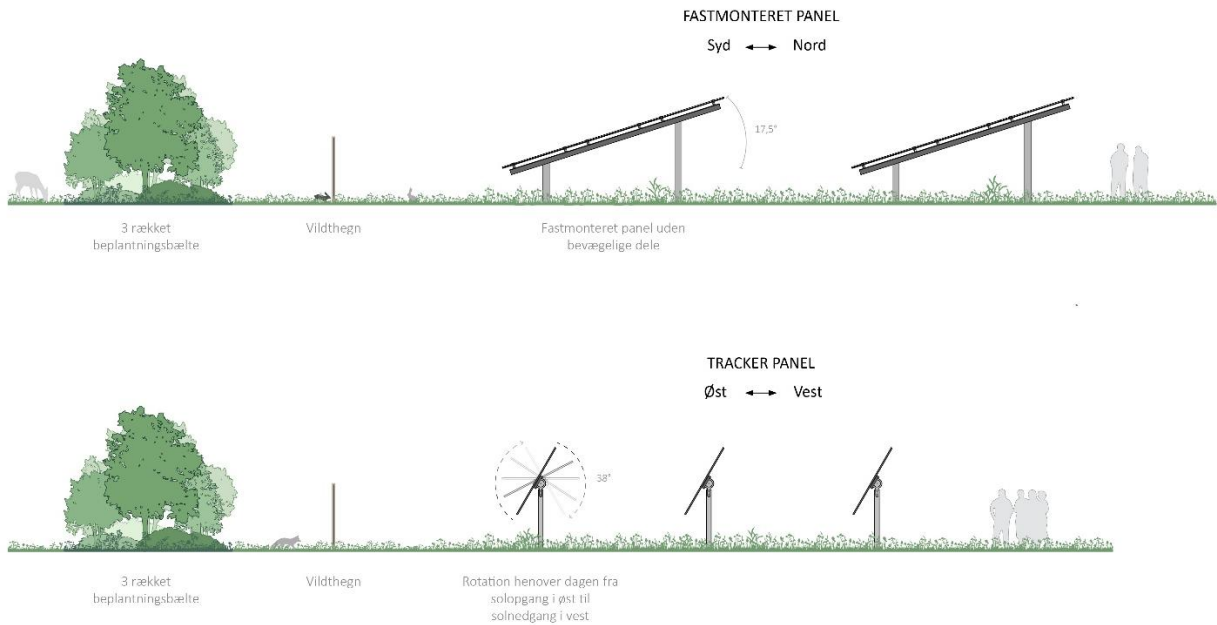 FASTMONTERET PANEL
Syd ↔ Nord
17,5°
3 rækket
beplantningsbælte
Vildthegn
Fastmonteret panel uden
bevægelige dele
TRACKER PANEL
Øst ↔ Vest
38°
3 rækket
beplantningsbælte
Vildthegn
Rotation henover dagen fra
solopgang i øst til
solnedgang i vest